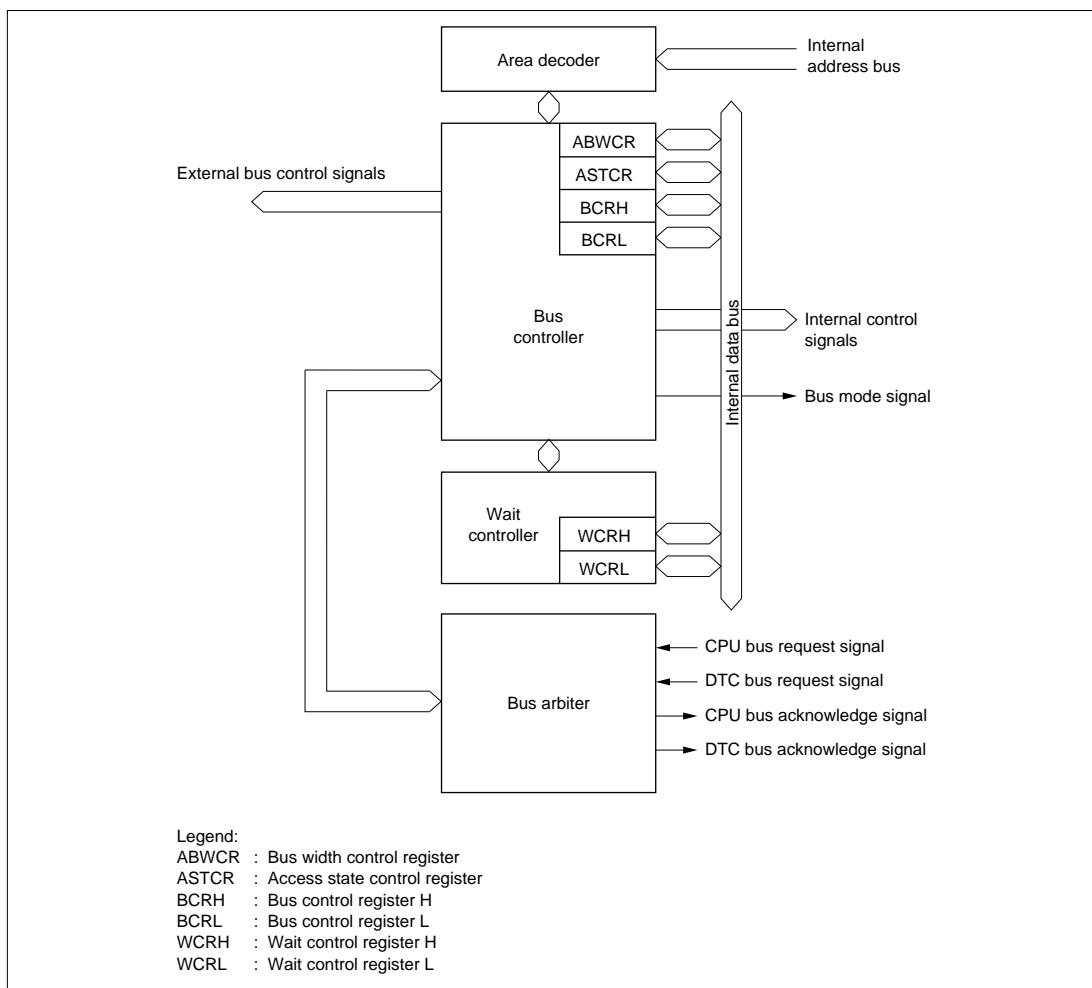 Area decoder
Internal
address bus
External bus control signals
ABWCR
ASTCR
BCRH
BCRL
Bus
controller
Internal data bus
Internal control
signals
Bus mode signal
Wait
controller
WCRH
WCRL
Bus arbiter
CPU bus request signal
DTC bus request signal
CPU bus acknowledge signal
DTC bus acknowledge signal
Legend:
ABWCR : Bus width control register
ASTCR : Access state control register
BCRH : Bus control register H
BCRL : Bus control register L
WCRH : Wait control register H
WCRL : Wait control register L